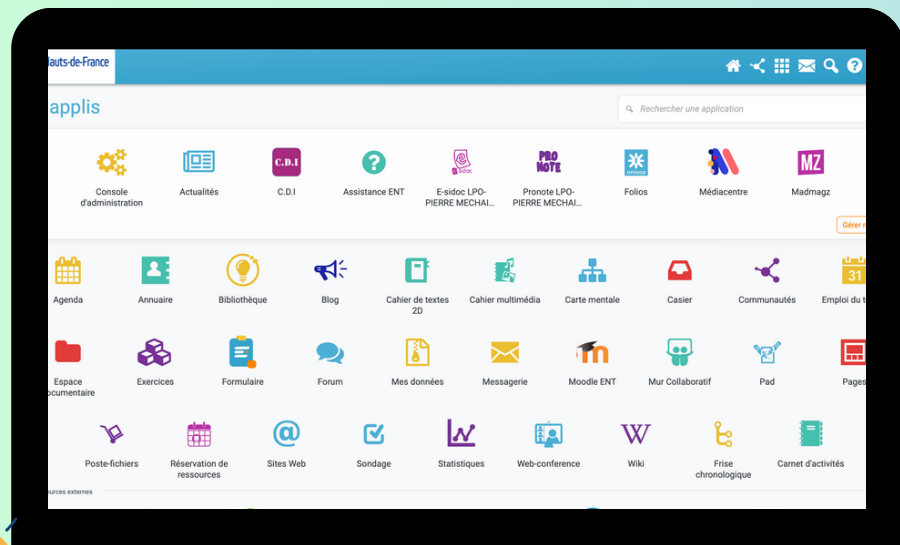 Hauts-de-France
applis
Rechercher une application
Console d'administration
Actualités
C.D.I
C.D.I
Assistance ENT
E-sidoc LPO-PIERRE MECHAI...
PRO NOTE
Pronote LPO-PIERRE MECHAI...
onisep
Folios
Médiacentre
MZ
Madmagz
Gérer
Agenda
Annuaire
Bibliothèque
Blog
Cahier de textes 2D
Cahier multimédia
Carte mentale
Casier
Communautés
31
Emploi du
Espace
Exercices
Formulaire
Forum
Mes données
Messagerie
Moodle ENT
Mur Collaboratif
Pad
Pages
Poste-fichiers
Réservation de ressources
Sites Web
Sondage
Statistiques
Web-conference
W
Wiki
Frise chronologique
Carnet d'activités
externes